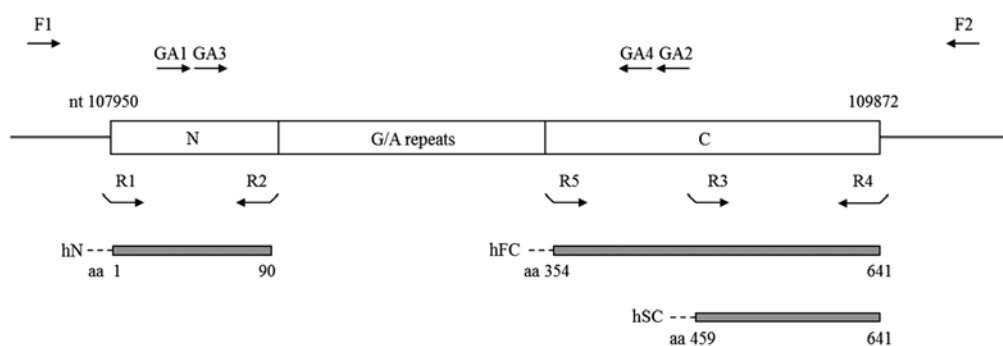 F1 F2
GA1 GA3 GA4 GA2
nt 107950 109872
N G/A repeats C
R1 R2 R5 R3 R4
hN hFC
aa 1 90 aa 354 641
hSC
aa 459 641